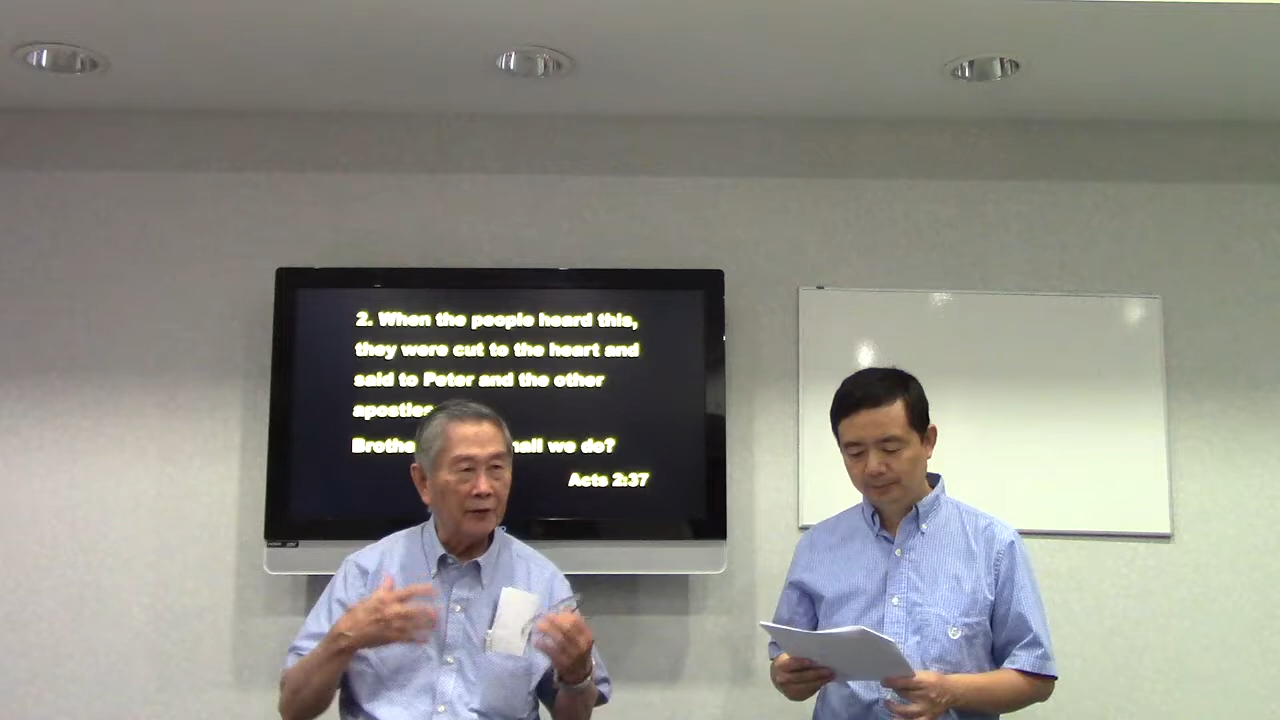 2. When the people heard this,
they were cut to the heart and
said to Peter and the other
apostles
Brothe hall we do?
Acts 2:37